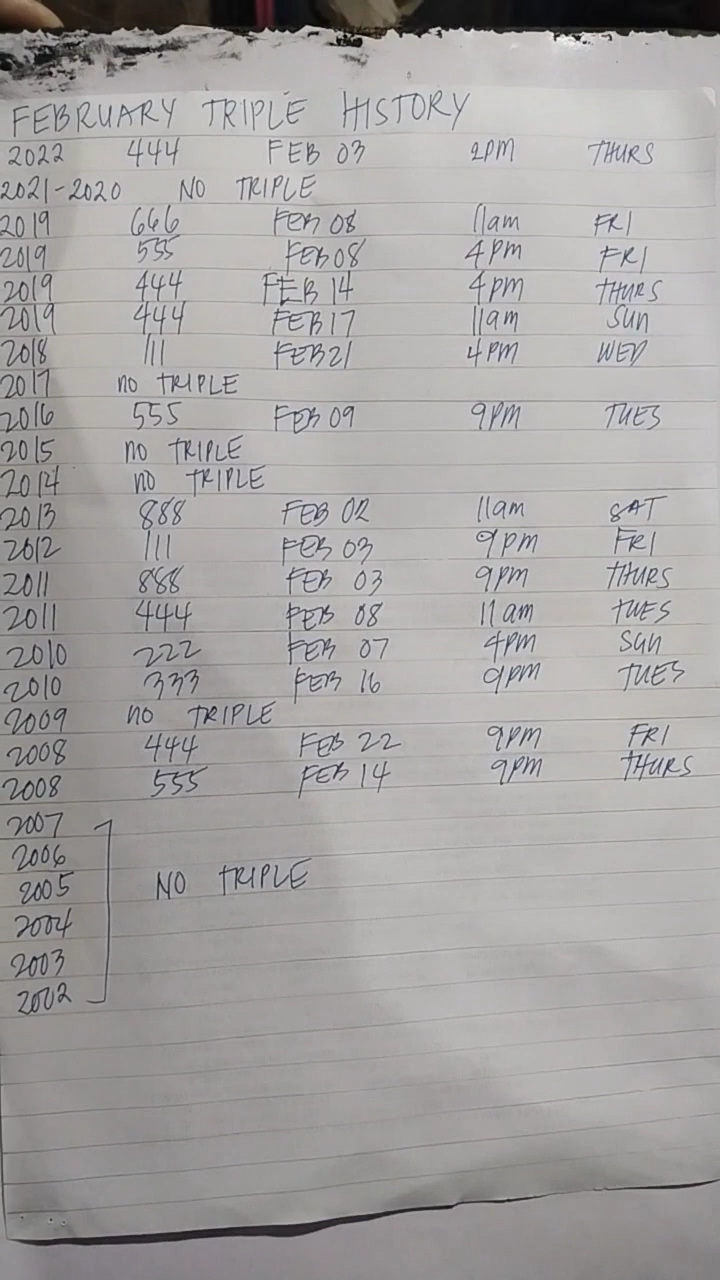 FEBRUARY TRIPLE HISTORY
2022 444 FEB 03 2PM THURS
2021-2020 NO TRIPLE
2019 666 FEB 08 11am FRI
2019 555 FEB 08 4PM FRI
2019 444 FEB 14 4PM THURS
2019 444 FEB 17 11am SUN
2018 111 FEB 21 4PM WED
2017 no TRIPLE
2016 555 FEB 09 9PM TUES
2015 no TRIPLE
2014 no TRIPLE
2013 888 FEB 02 11am SAT
2012 111 FEB 03 9PM FRI
2011 888 FEB 03 9PM THURS
2011 444 FEB 08 11am TUES
2010 222 FEB 07 4PM SUN
2010 333 FEB 16 9PM TUES
2009 no TRIPLE
2008 444 FEB 22 9PM FRI
2008 555 FEB 14 9PM THURS
2007
2006
2005 NO TRIPLE
2004
2003
2002